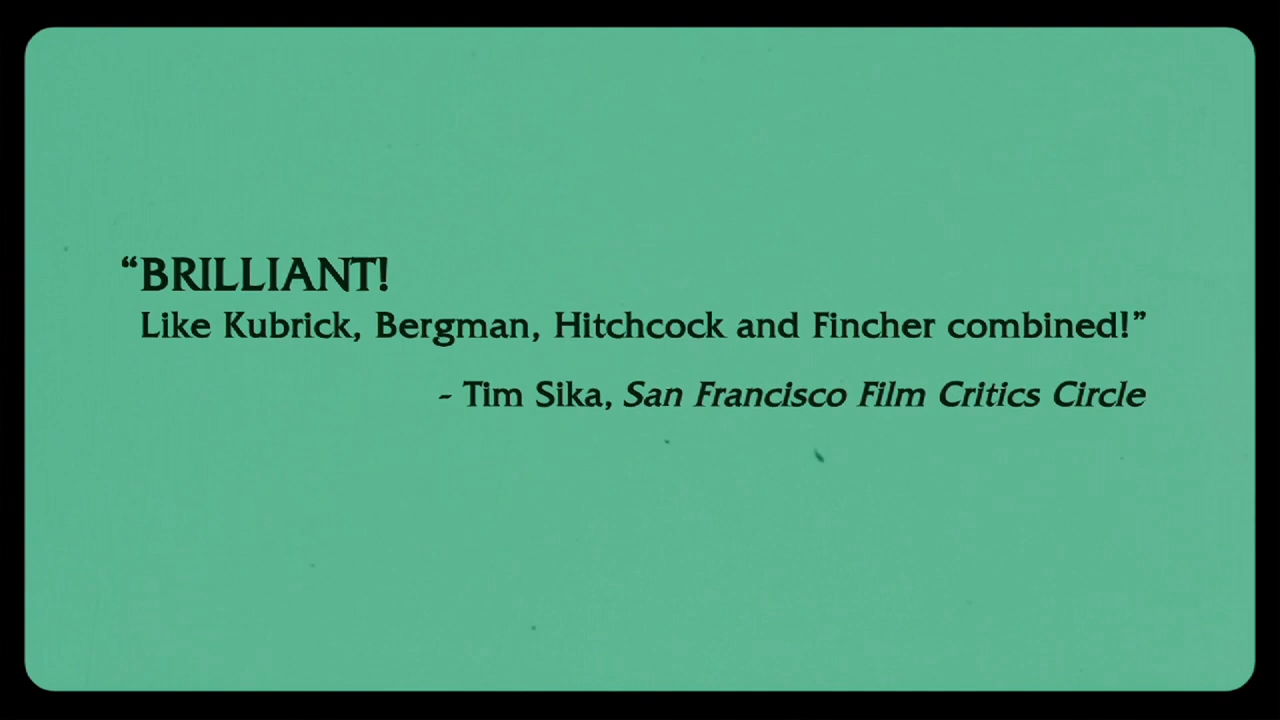 “BRILLIANT!
Like Kubrick, Bergman, Hitchcock and Fincher combined!”
- Tim Sika, San Francisco Film Critics Circle